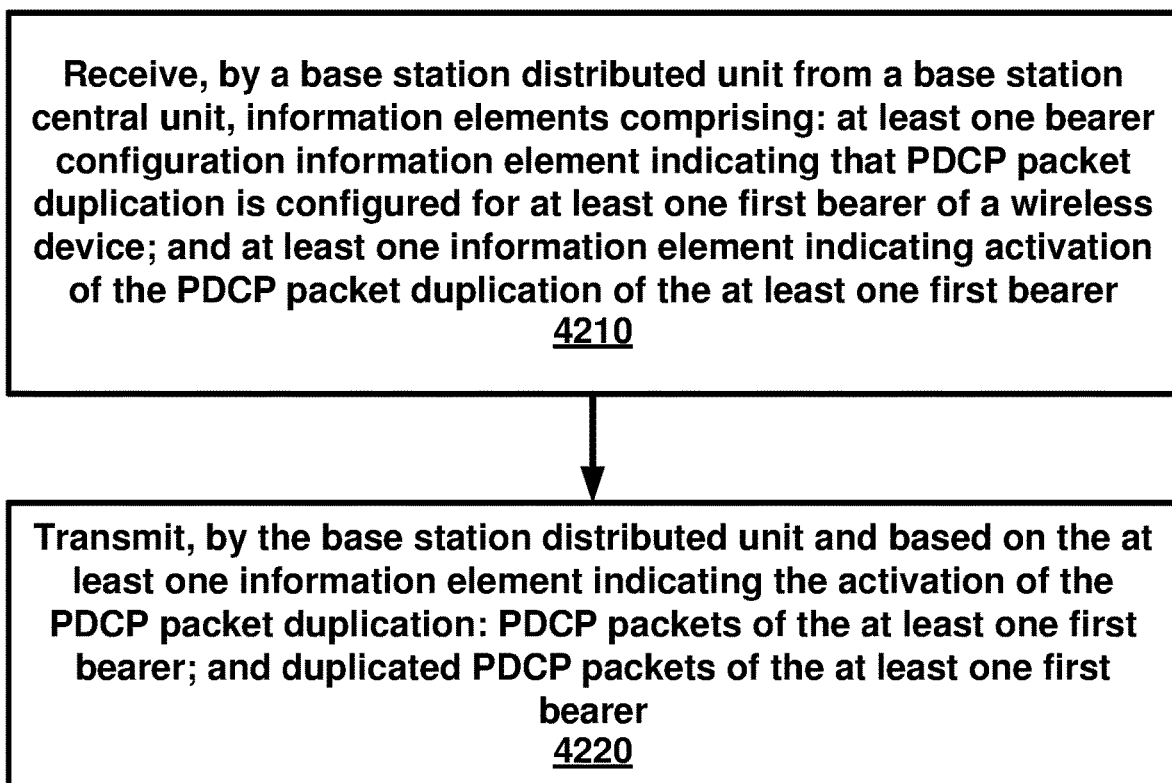 Receive, by a base station distributed unit from a base station
central unit, information elements comprising: at least one bearer
configuration information element indicating that PDCP packet
duplication is configured for at least one first bearer of a wireless
device; and at least one information element indicating activation
of the PDCP packet duplication of the at least one first bearer
4210
Transmit, by the base station distributed unit and based on the at
least one information element indicating the activation of the
PDCP packet duplication: PDCP packets of the at least one first
bearer; and duplicated PDCP packets of the at least one first
bearer
4220